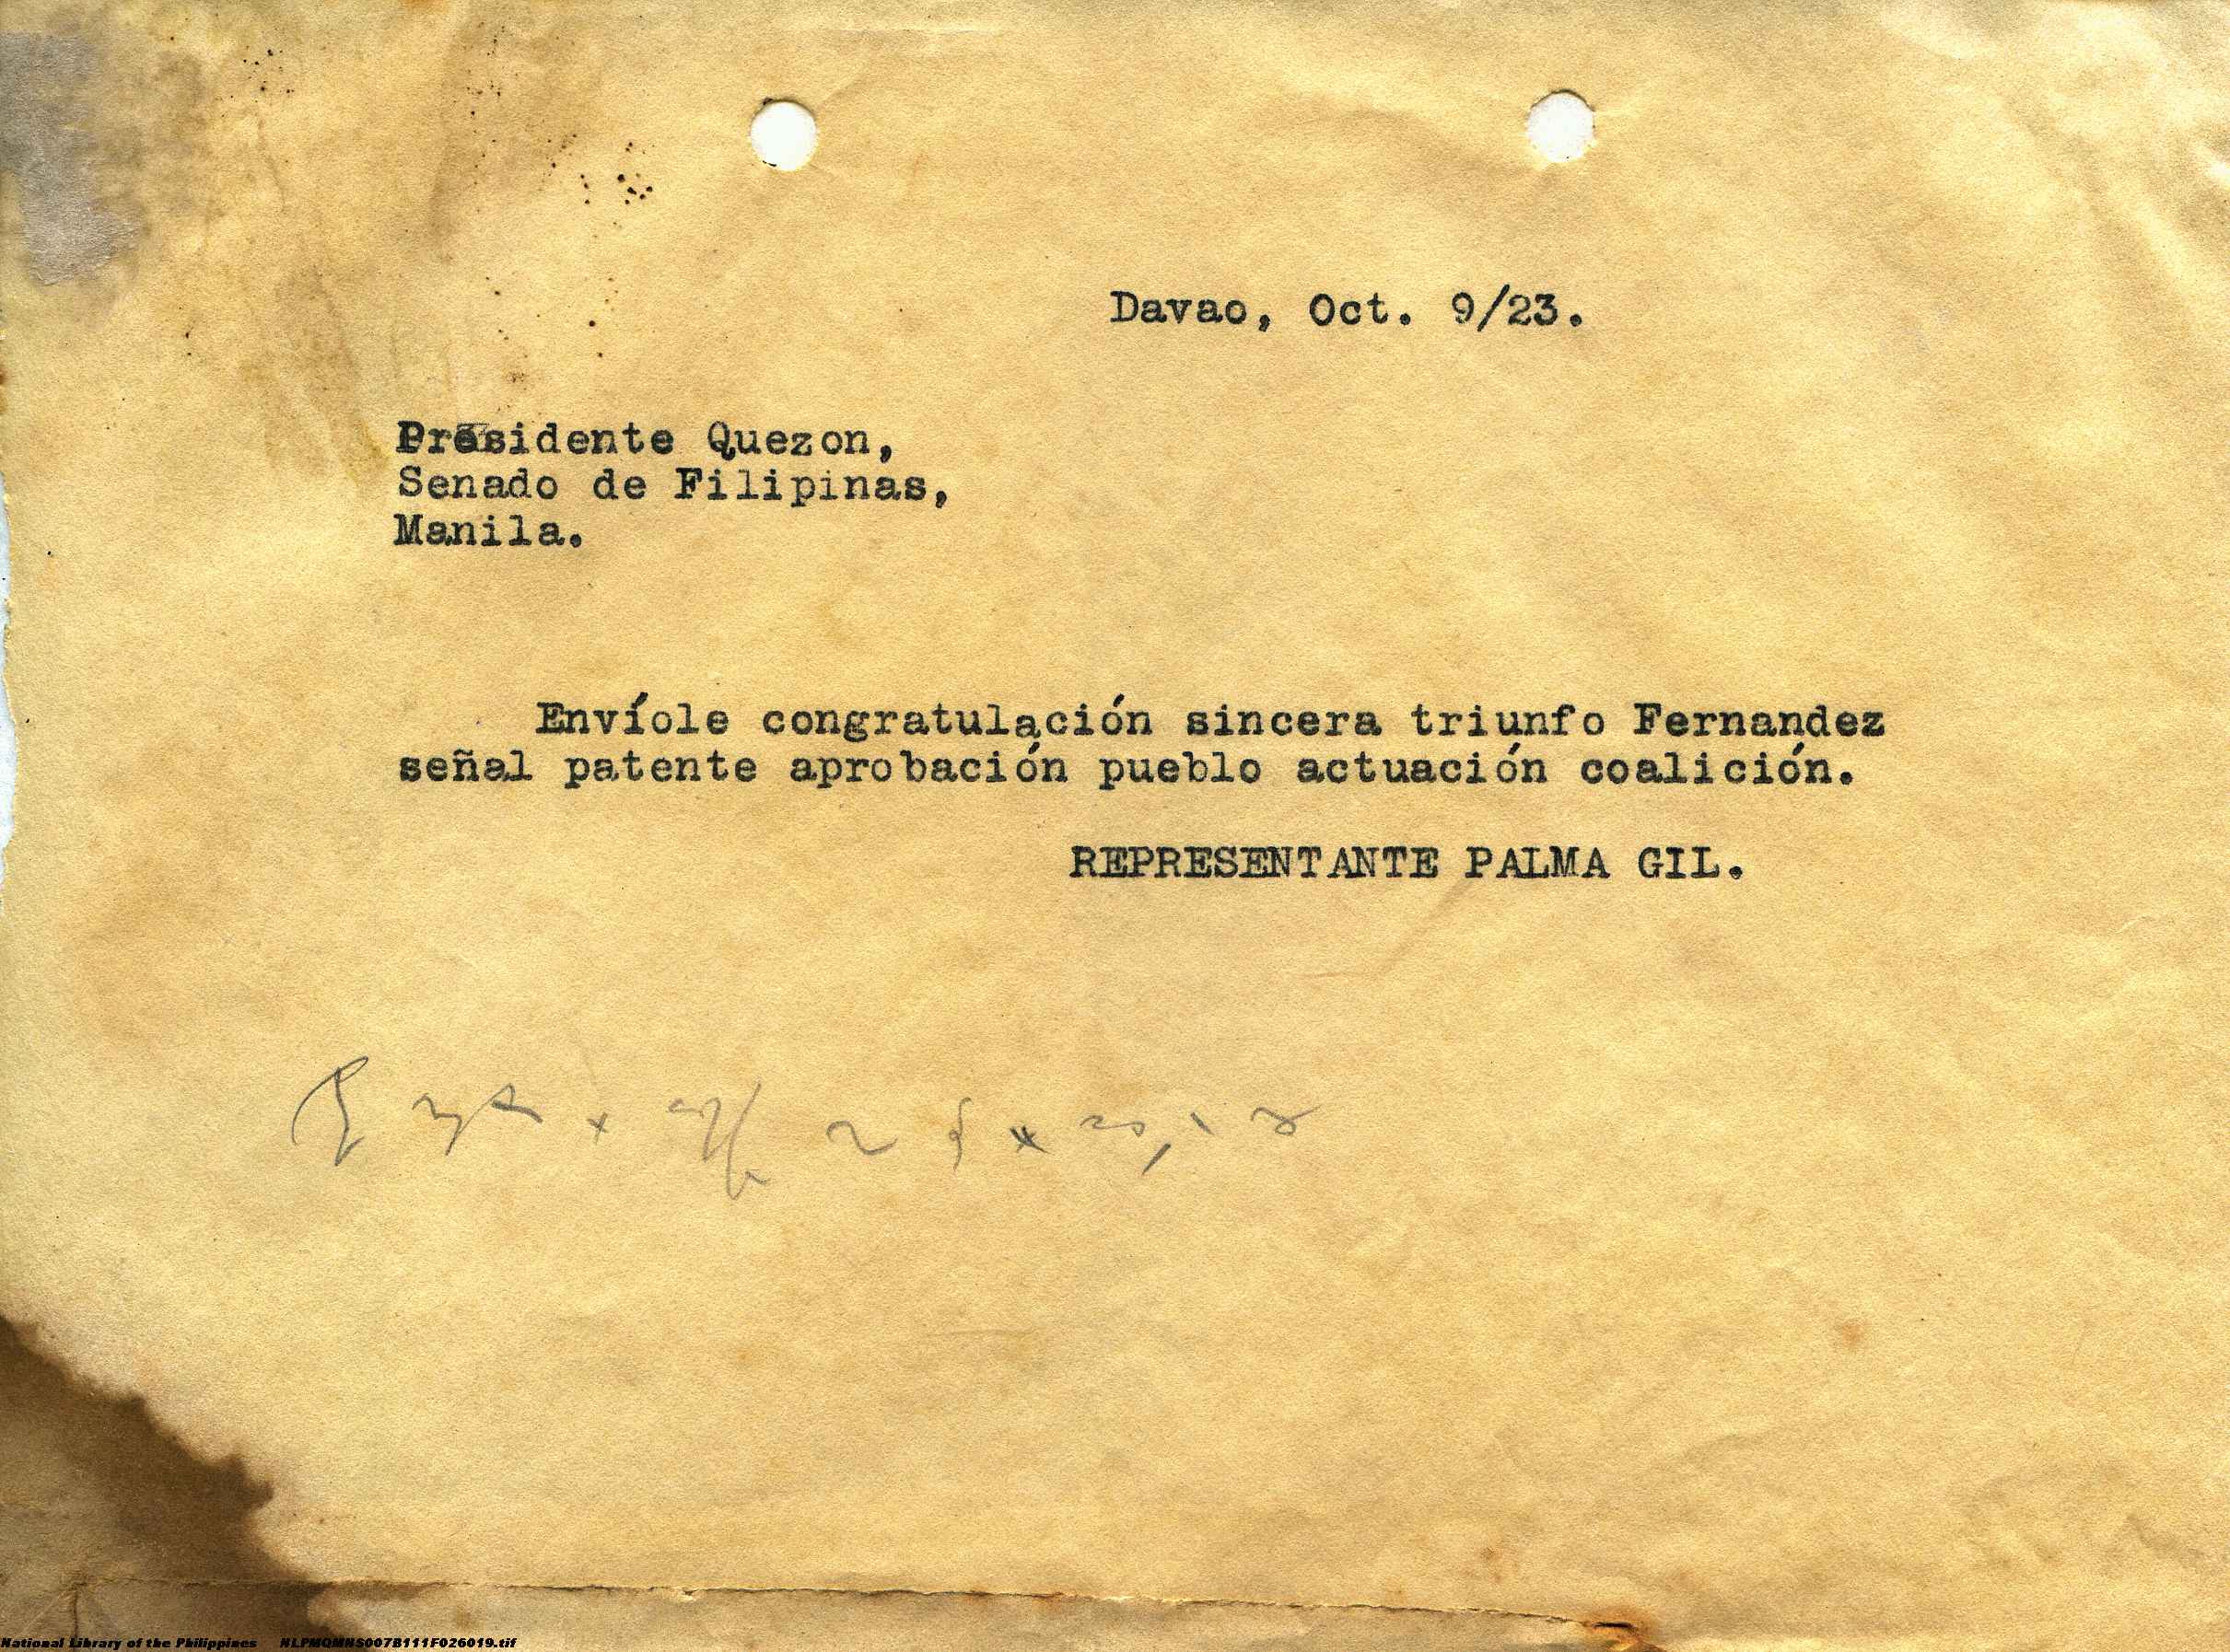 Davao, Oct. 9/23.
Presidente Quezon,
Senado de Filipinas,
Manila.
Envíole congratulación sincera triunfo Fernandez
señal patente aprobación pueblo actuación coalición.
REPRESENTANTE PALMA GIL.
National Library of the Philippines NLPMQMNS007B111F026019.tif